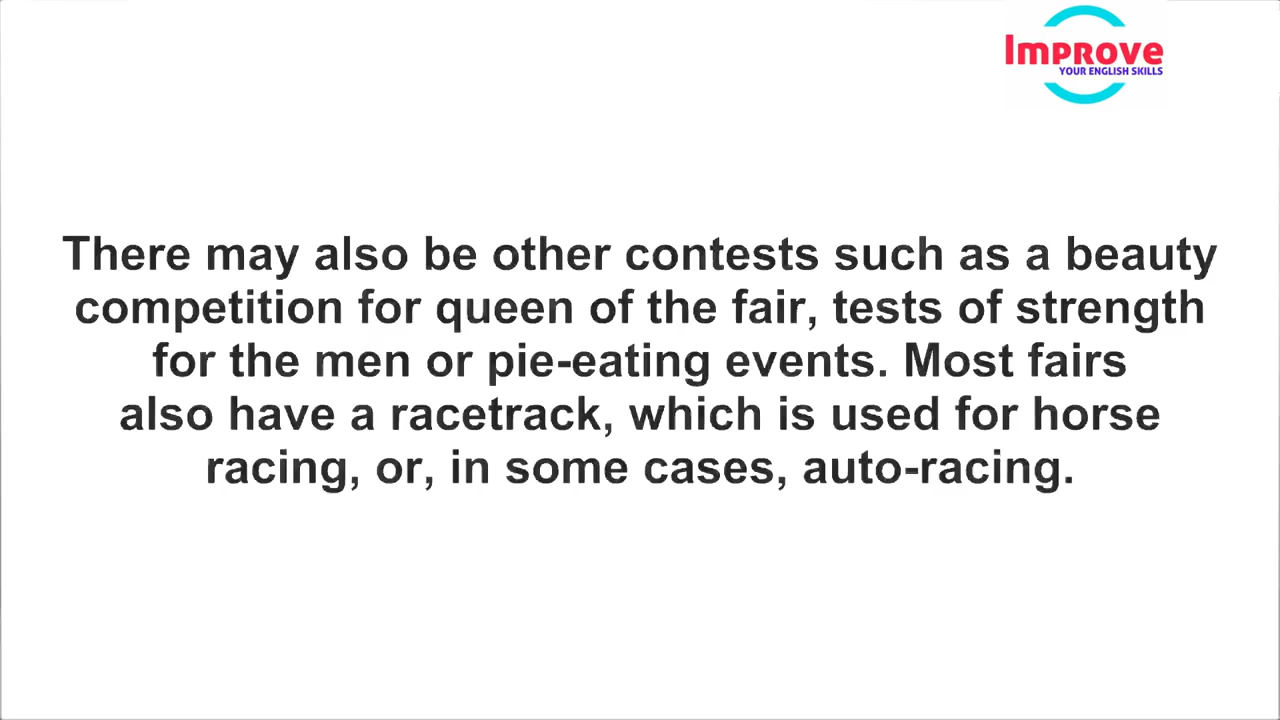 Improve
YOUR ENGLISH SKILLS
There may also be other contests such as a beauty
competition for queen of the fair, tests of strength
for the men or pie-eating events. Most fairs
also have a racetrack, which is used for horse
racing, or, in some cases, auto-racing.